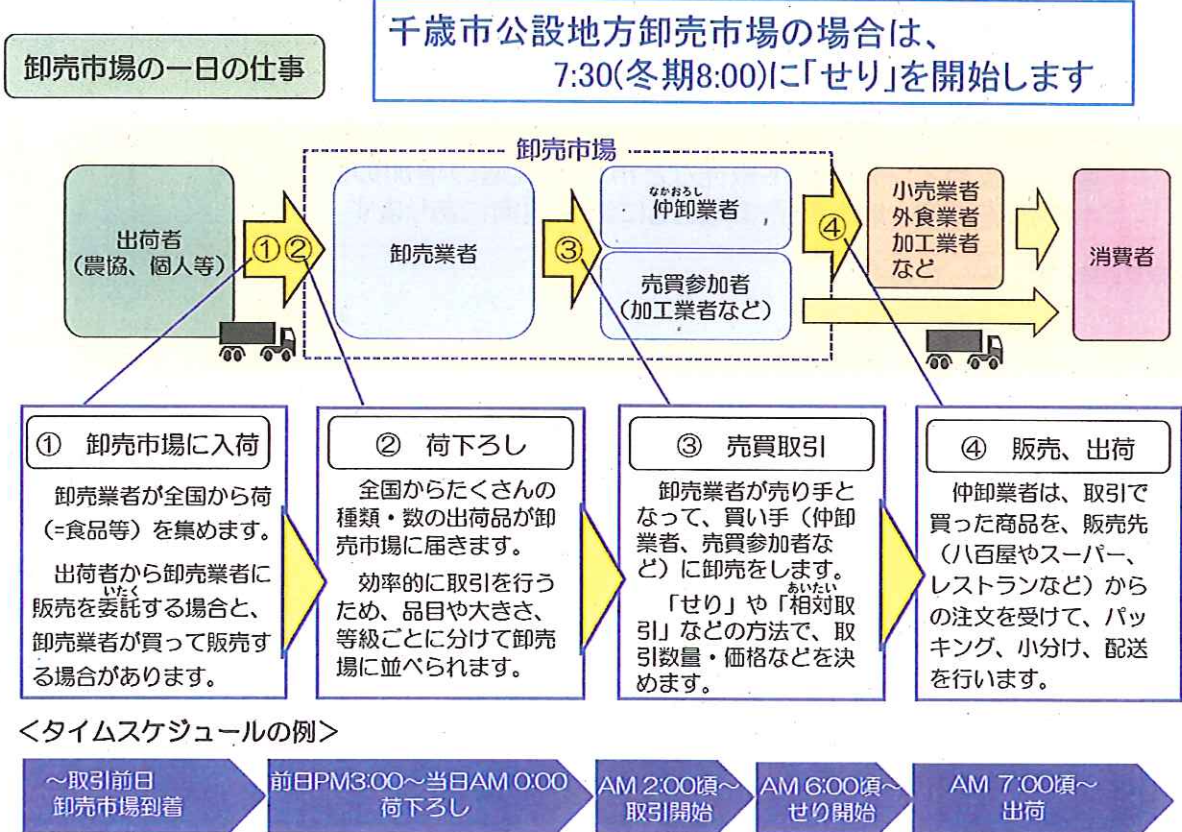 卸売市場の一日の仕事
千歳市公設地方卸売市場の場合は、
7:30(冬期8:00)に「せり」を開始します
卸売市場
出荷者
(農協、個人等)
①②
卸売業者
③
なかおろし
仲卸業者
売買参加者
(加工業者など)
④
小売業者
外食業者
加工業者
など
消費者
① 卸売市場に入荷
卸売業者が全国から荷
(=食品等)を集めます。
出荷者から卸売業者に
いたく
販売を委託する場合と、
卸売業者が買って販売す
る場合があります。
② 荷下ろし
全国からたくさんの
種類・数の出荷品が卸
売市場に届きます。
効率的に取引を行う
ため、品目や大きさ、
等級ごとに分けて卸売
場に並べられます。
③ 売買取引
卸売業者が売り手と
なって、買い手(仲卸
業者、売買参加者な
ど)に卸売をします。
あいたい
「せり」や「相対取
引」などの方法で、取
引数量・価格などを決
めます。
④ 販売、出荷
仲卸業者は、取引で
買った商品を、販売先
(八百屋やスーパー、
レストランなど)から
の注文を受けて、パッ
キング、小分け、配送
を行います。
<タイムスケジュールの例>
~取引前日
卸売市場到着
前日PM3:00~当日AM 0:00
荷下ろし
AM 2:00頃~
取引開始
AM 6:00頃~
せり開始
AM 7:00頃~
出荷